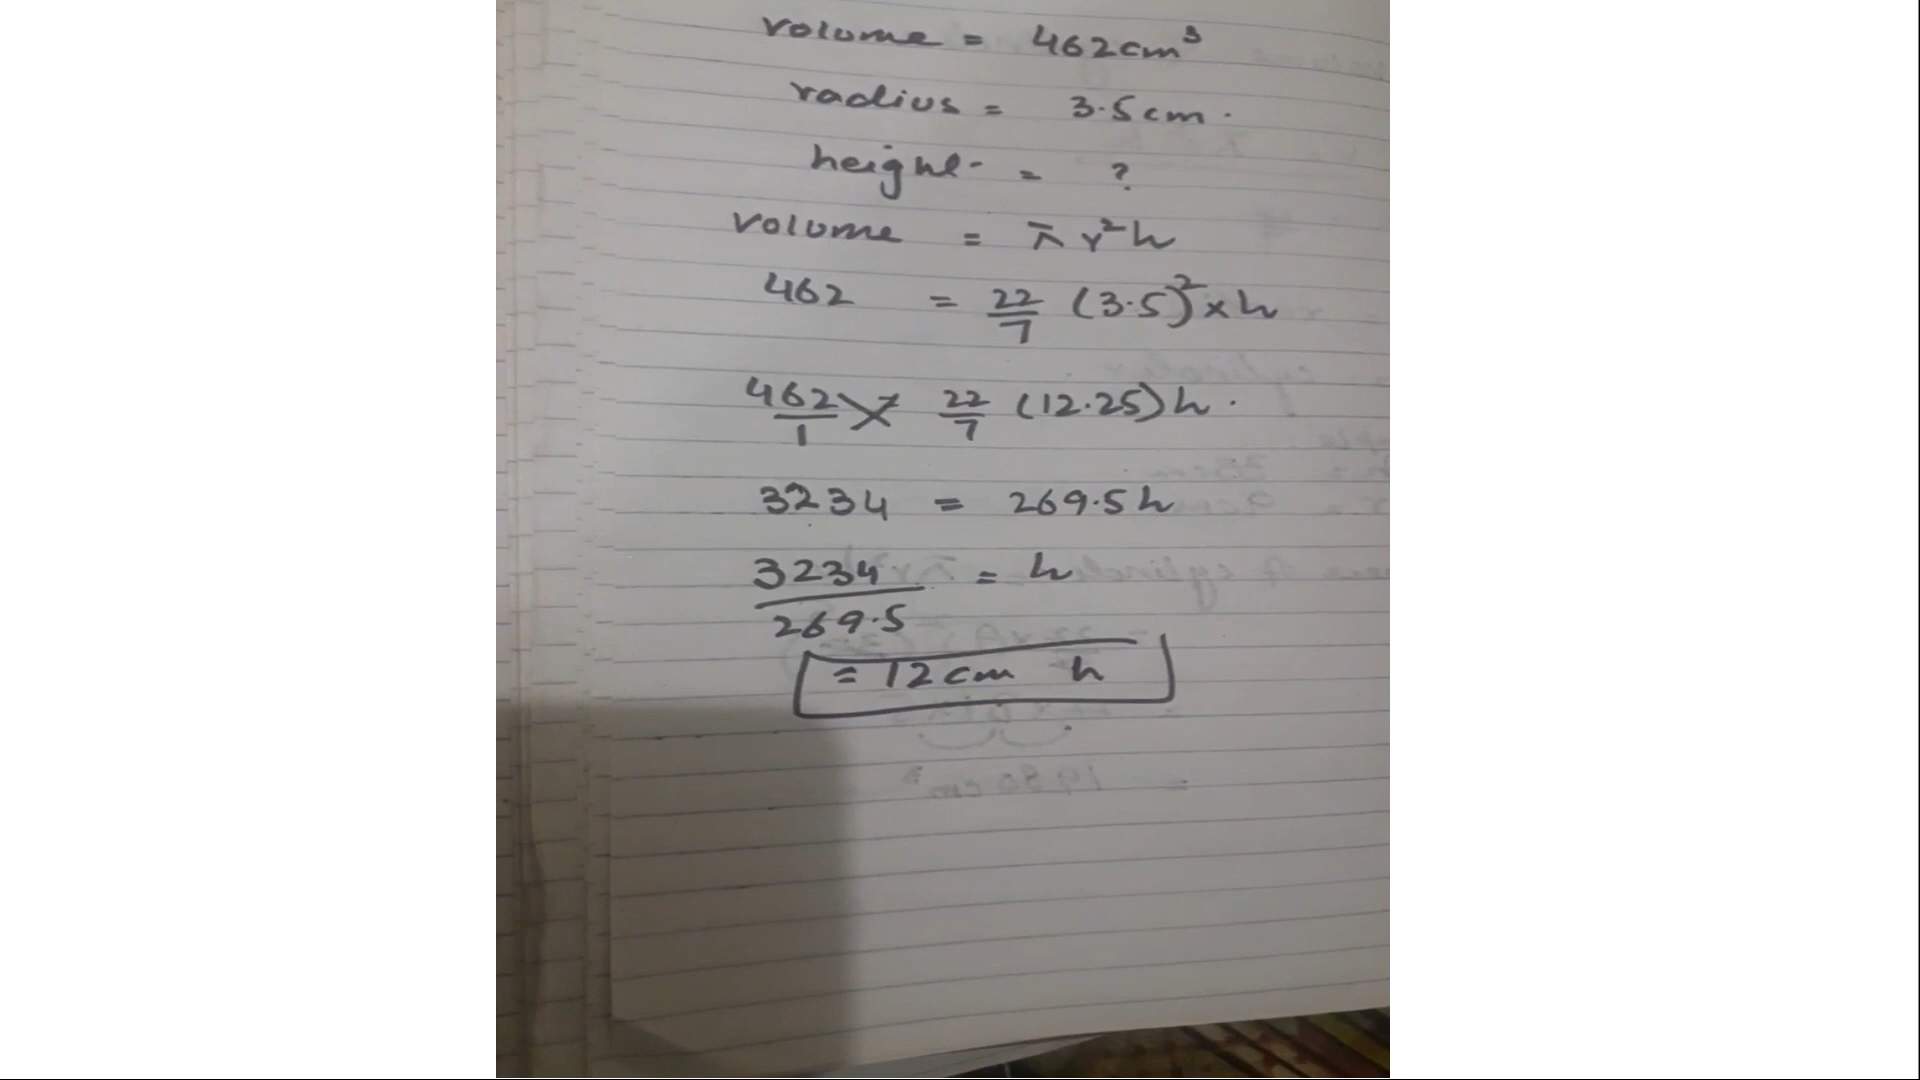 volume = 462cm³
radius = 3.5cm.
height = ?
volume = πr²h
462 = 22/7 (3.5)² × h
462/1 × 22/7 (12.25)h.
3234 = 269.5h
3234/269.5 = h
= 12cm h